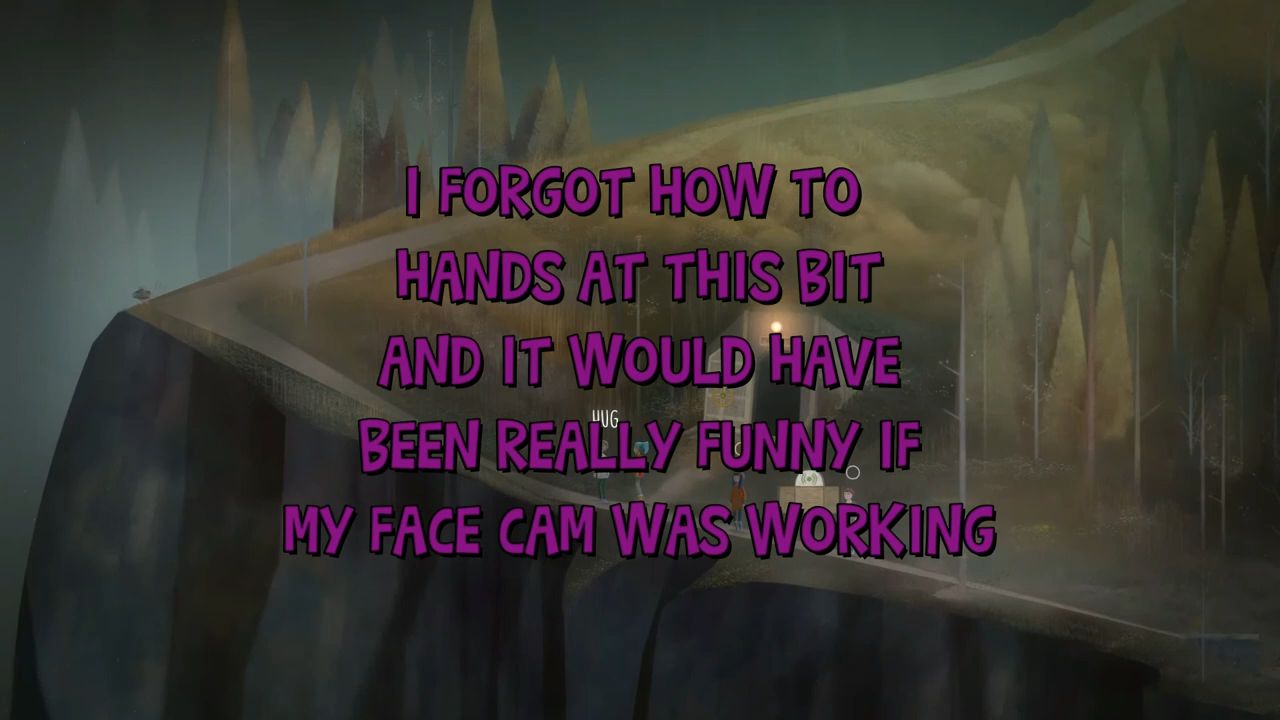 I FORGOT HOW TO
HANDS AT THIS BIT
AND IT WOULD HAVE
HUG
BEEN REALLY FUNNY IF
MY FACE CAM WAS WORKING